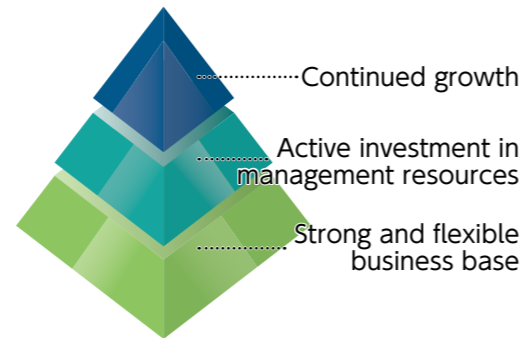 Continued growth
Active investment in
management resources
Strong and flexible
business base